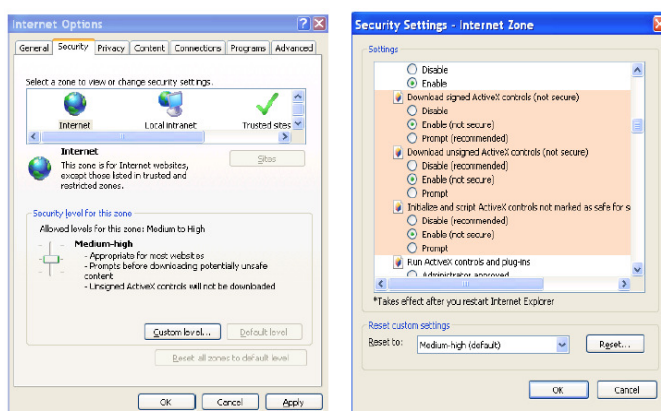 Internet Options
General Security Privacy Content Connections Programs Advanced
Select a zone to view or change security settings.
Internet Local intranet Trusted sites
Internet
This zone is for Internet websites,
except those listed in trusted and
restricted zones.
Sites
Security level for this zone
Allowed levels for this zone: Medium to High
Medium-high
- Appropriate for most websites
- Prompts before downloading potentially unsafe
content
- Unsigned ActiveX controls will not be downloaded
Custom level... Default level
Reset all zones to default level
OK Cancel Apply
Security Settings - Internet Zone
Settings
Disable
Enable
Download signed ActiveX controls (not secure)
Disable
Enable (not secure)
Prompt (recommended)
Download unsigned ActiveX controls (not secure)
Disable (recommended)
Enable (not secure)
Prompt
Initialize and script ActiveX controls not marked as safe for s
Disable (recommended)
Enable (not secure)
Prompt
Run ActiveX controls and plug-ins
Administrator approved
*Takes effect after you restart Internet Explorer
Reset custom settings
Reset to: Medium-high (default) Reset...
OK Cancel